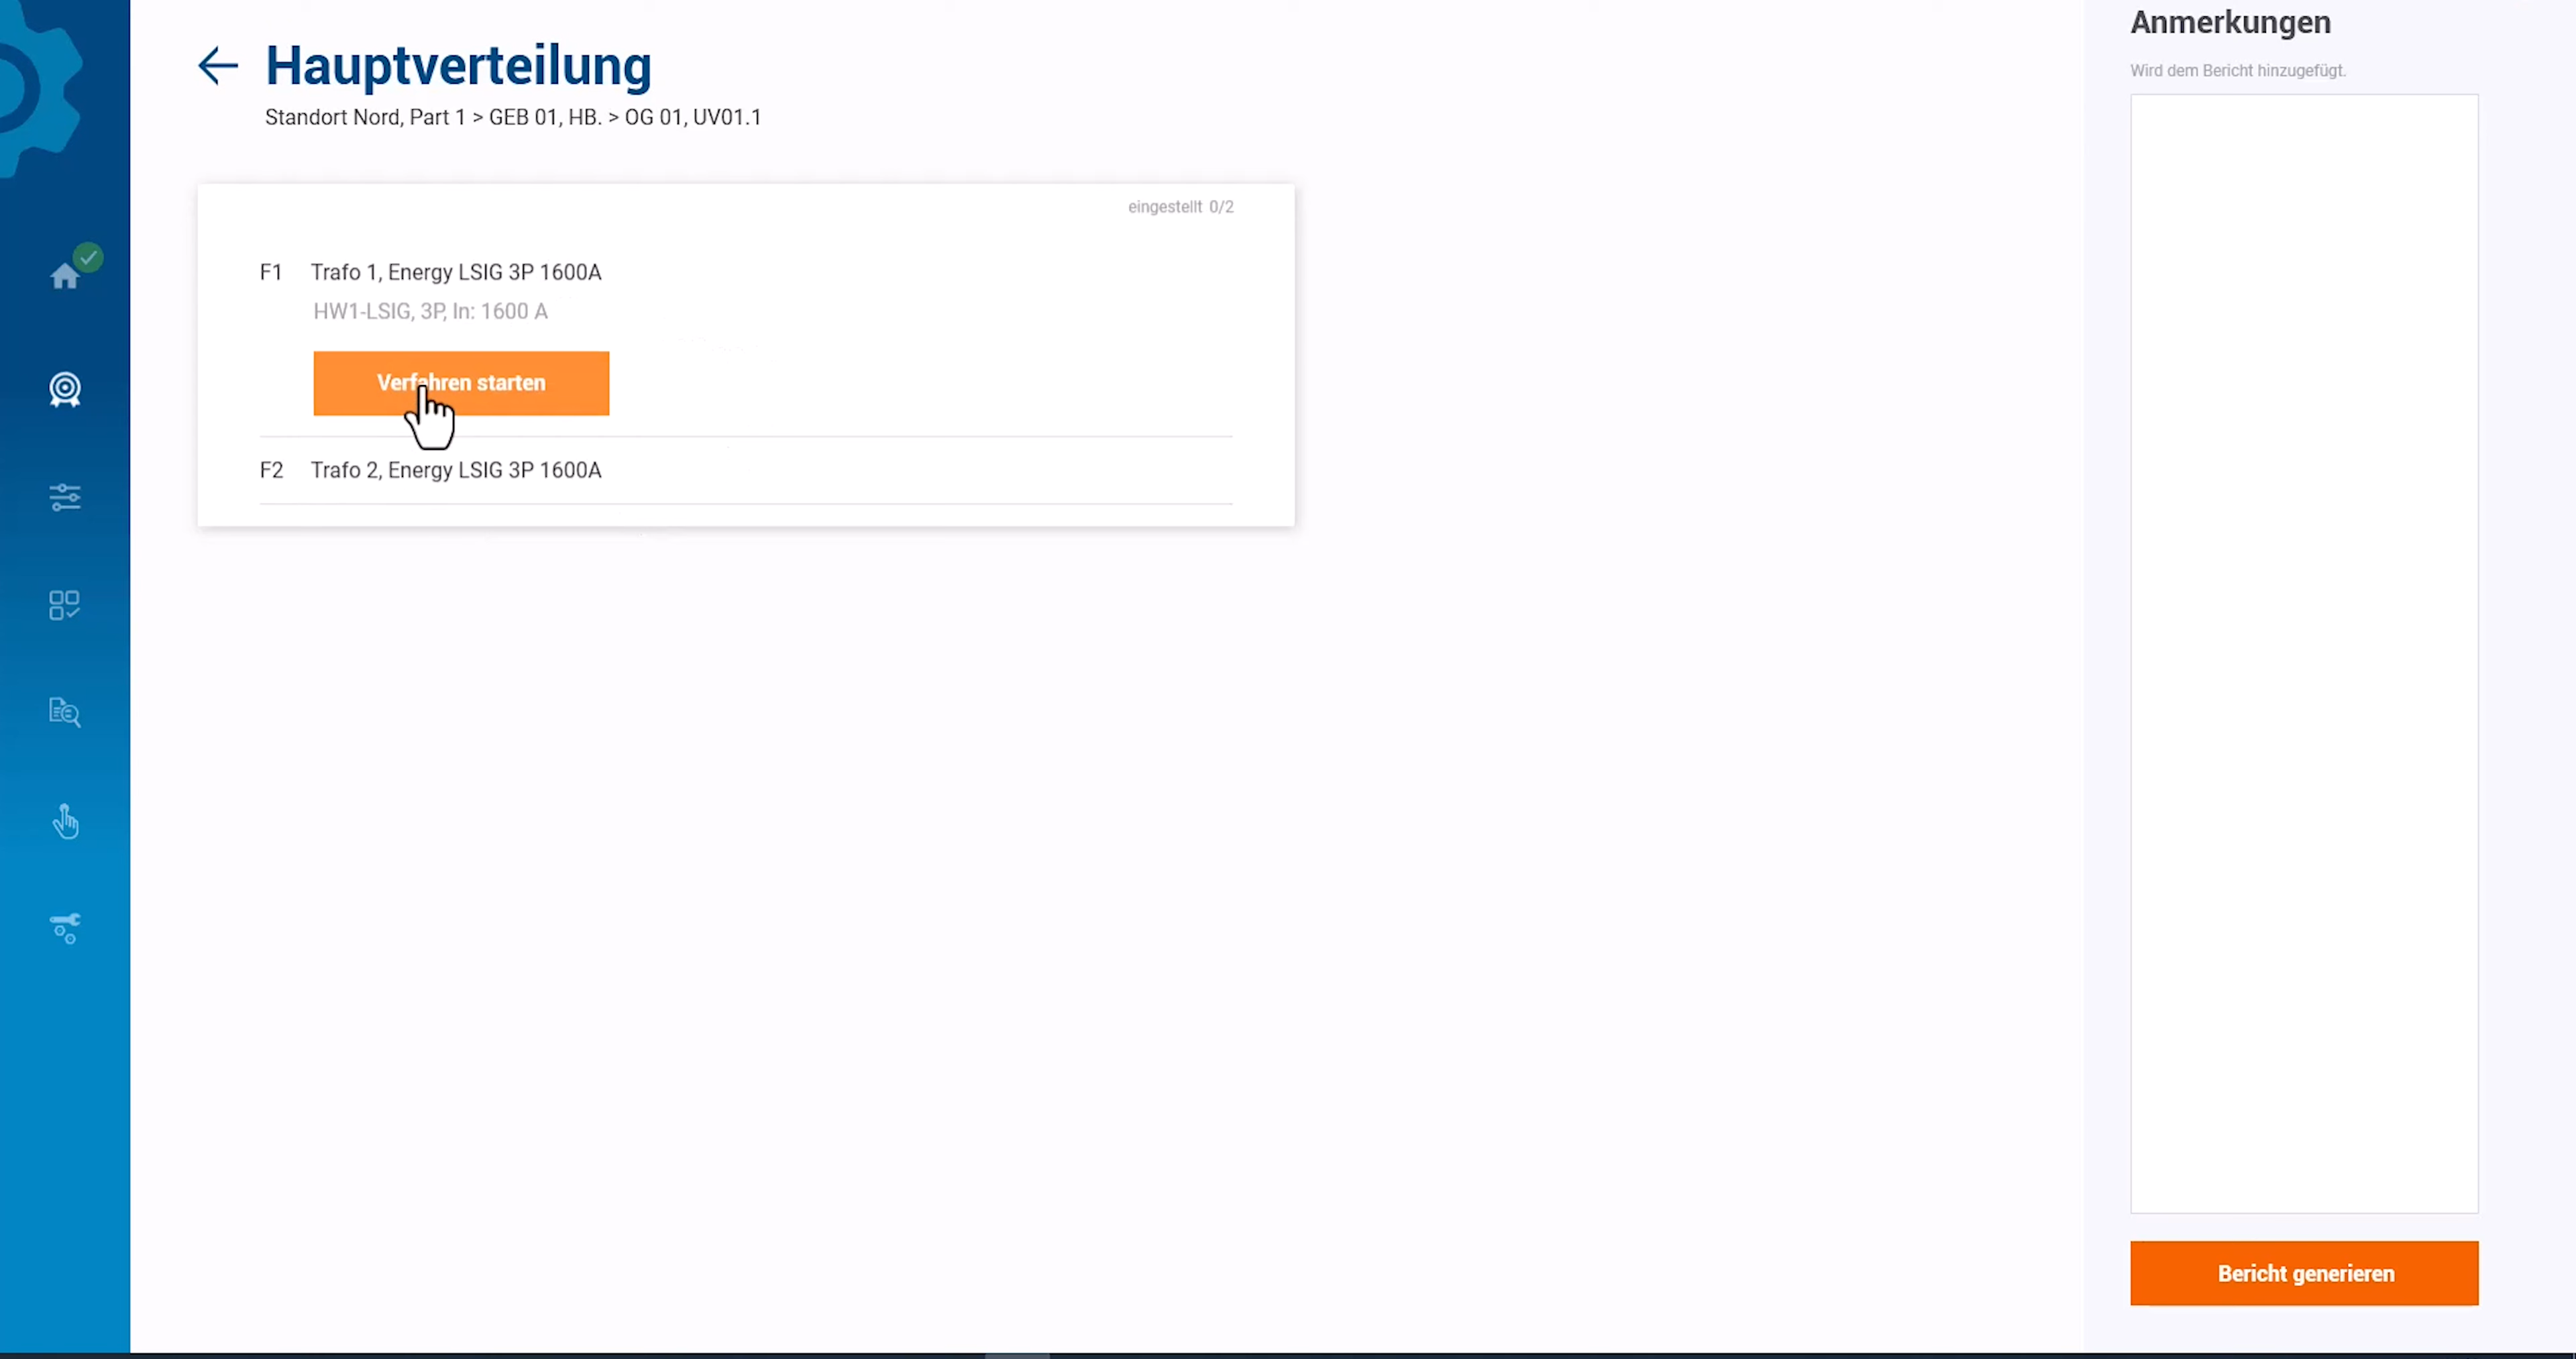 Hauptverteilung
Standort Nord, Part 1 > GEB 01, HB. > OG 01, UV01.1
eingestellt 0/2
F1 Trafo 1, Energy LSIG 3P 1600A
HW1-LSIG, 3P, In: 1600 A
Verfahren starten
F2 Trafo 2, Energy LSIG 3P 1600A
Anmerkungen
Wird dem Bericht hinzugefügt.
Bericht generieren